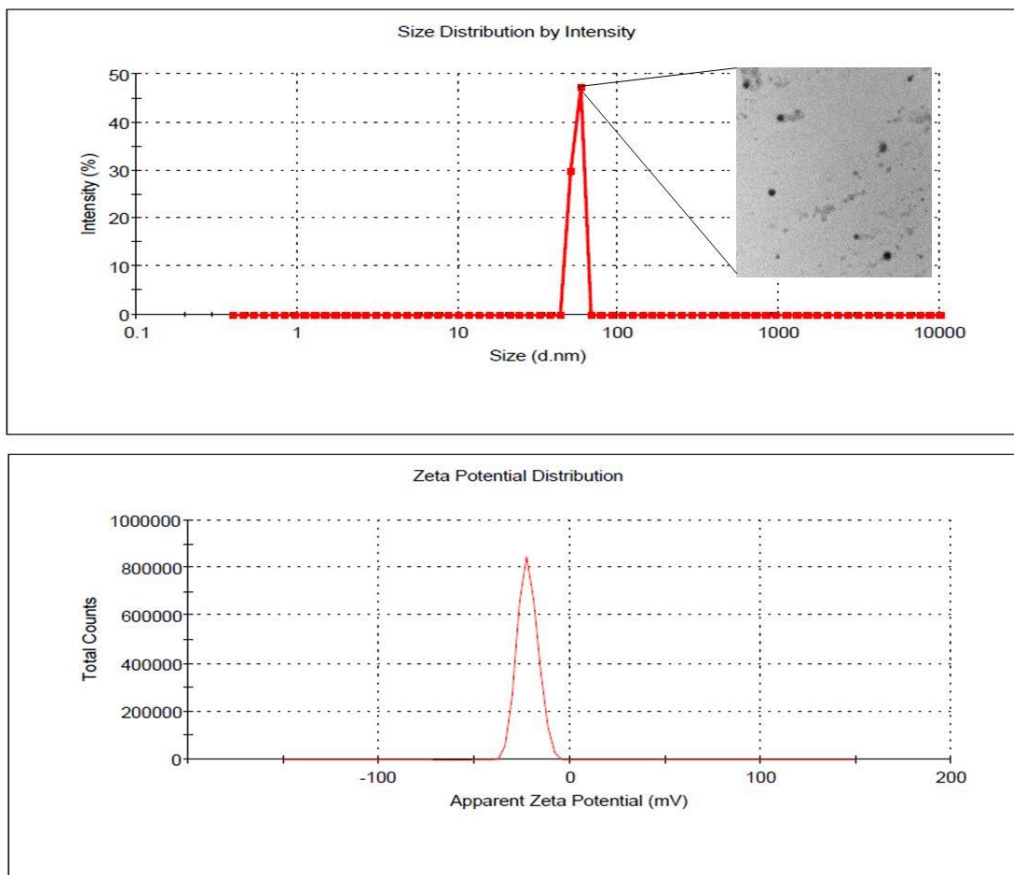 Size Distribution by Intensity
50
40
30
20
10
0
Intensity (%)
0.1 1 10 100 1000 10000
Size (d.nm)
Zeta Potential Distribution
1000000
800000
600000
400000
200000
0
Total Counts
-100 0 100 200
Apparent Zeta Potential (mV)